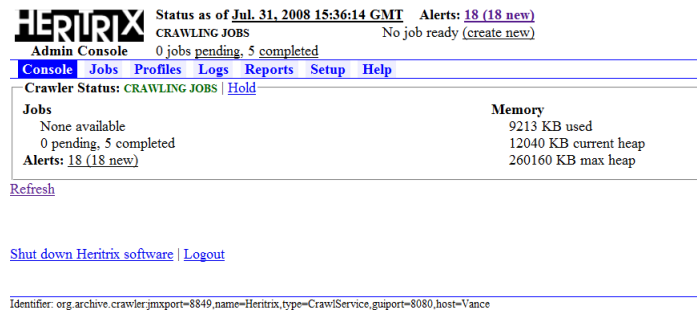 HERITRIX Status as of Jul. 31, 2008 15:36:14 GMT Alerts: 18 (18 new)
CRAWLING JOBS No job ready (create new)
Admin Console 0 jobs pending, 5 completed
Console Jobs Profiles Logs Reports Setup Help
Crawler Status: CRAWLING JOBS | Hold
Jobs Memory
None available 9213 KB used
0 pending, 5 completed 12040 KB current heap
Alerts: 18 (18 new) 260160 KB max heap
Refresh
Shut down Heritrix software | Logout
Identifier: org.archive.crawler:jmxport=8849,name=Heritrix,type=CrawlService,guiport=8080,host=Vance